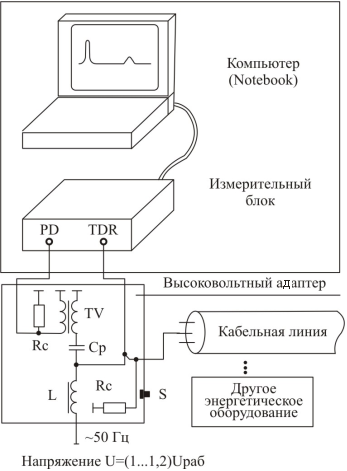 Компьютер
(Notebook)
Измерительный
блок
PD
TDR
Высоковольтный адаптер
TV
Rc
Cp
Кабельная линия
Rc
L
S
Другое
энергетическое
оборудование
~50 Гц
Напряжение U=(1...1,2)Uраб